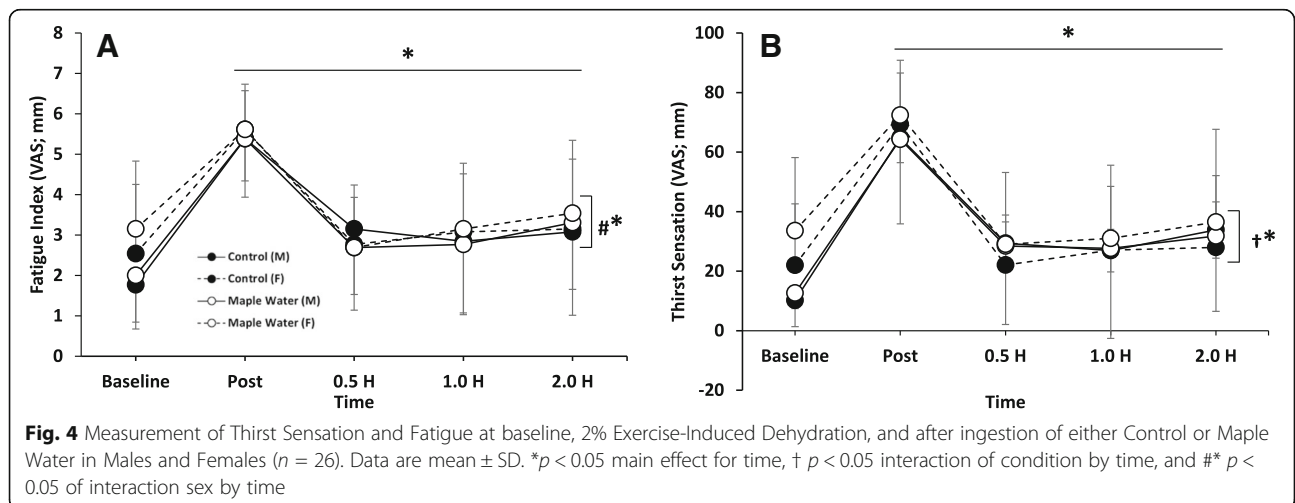 A
8
7
6
5
4
3
2
1
0
Fatigue Index (VAS; mm)
*
#*
Control (M)
Control (F)
Maple Water (M)
Maple Water (F)
Baseline Post 0.5 H 1.0 H 2.0 H
Time
B
100
80
60
40
20
0
-20
Thirst Sensation (VAS; mm)
*
†*
Baseline Post 0.5 H 1.0 H 2.0 H
Time
Fig. 4 Measurement of Thirst Sensation and Fatigue at baseline, 2% Exercise-Induced Dehydration, and after ingestion of either Control or Maple
Water in Males and Females (n = 26). Data are mean ± SD. *p < 0.05 main effect for time, † p < 0.05 interaction of condition by time, and #* p <
0.05 of interaction sex by time